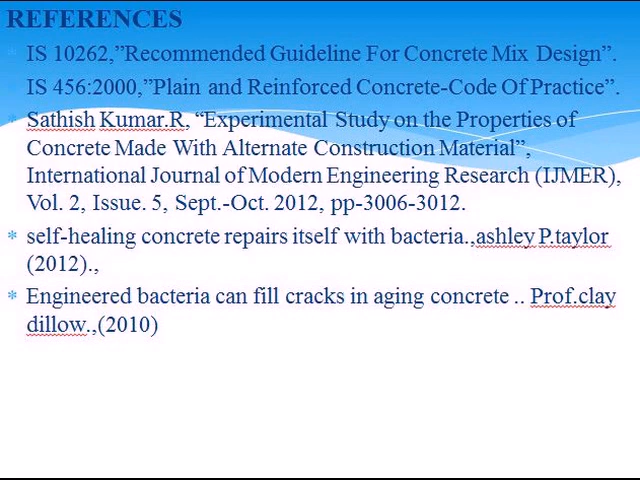 REFERENCES
IS 10262,”Recommended Guideline For Concrete Mix Design”.
IS 456:2000,”Plain and Reinforced Concrete-Code Of Practice”.
Sathish Kumar.R, “Experimental Study on the Properties of
Concrete Made With Alternate Construction Material”,
International Journal of Modern Engineering Research (IJMER),
Vol. 2, Issue. 5, Sept.-Oct. 2012, pp-3006-3012.
self-healing concrete repairs itself with bacteria.,ashley P.taylor
(2012).,
Engineered bacteria can fill cracks in aging concrete .. Prof.clay
dillow.,(2010)